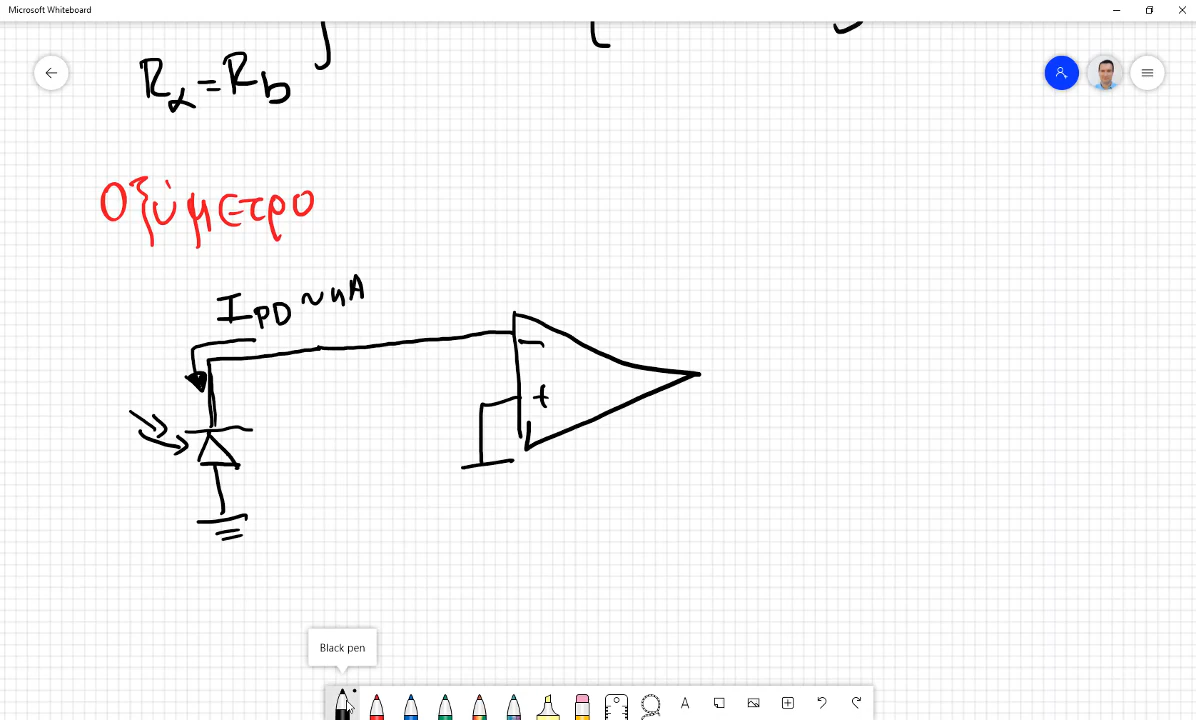 Microsoft Whiteboard
Rα = Rb
Οξύμετρο
IPD ~ μA
−
+
Black pen
A